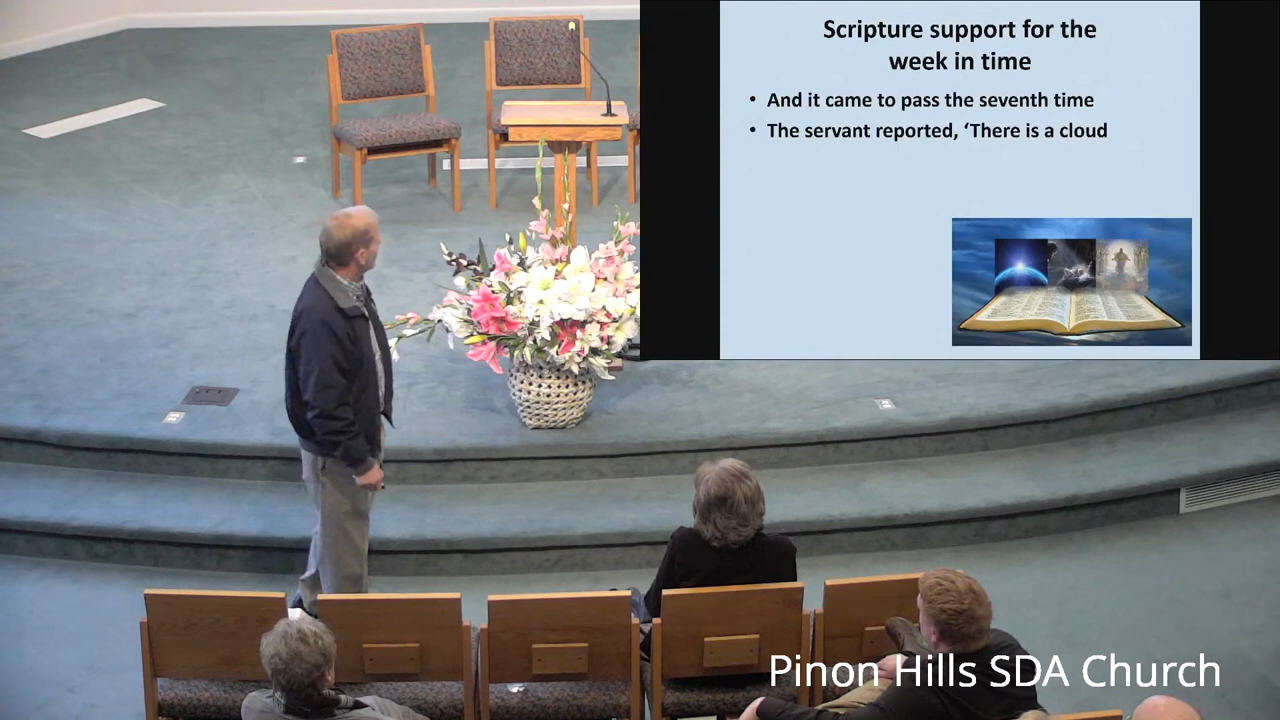 Scripture support for the
week in time
• And it came to pass the seventh time
• The servant reported, ‘There is a cloud
Pinon Hills SDA Church